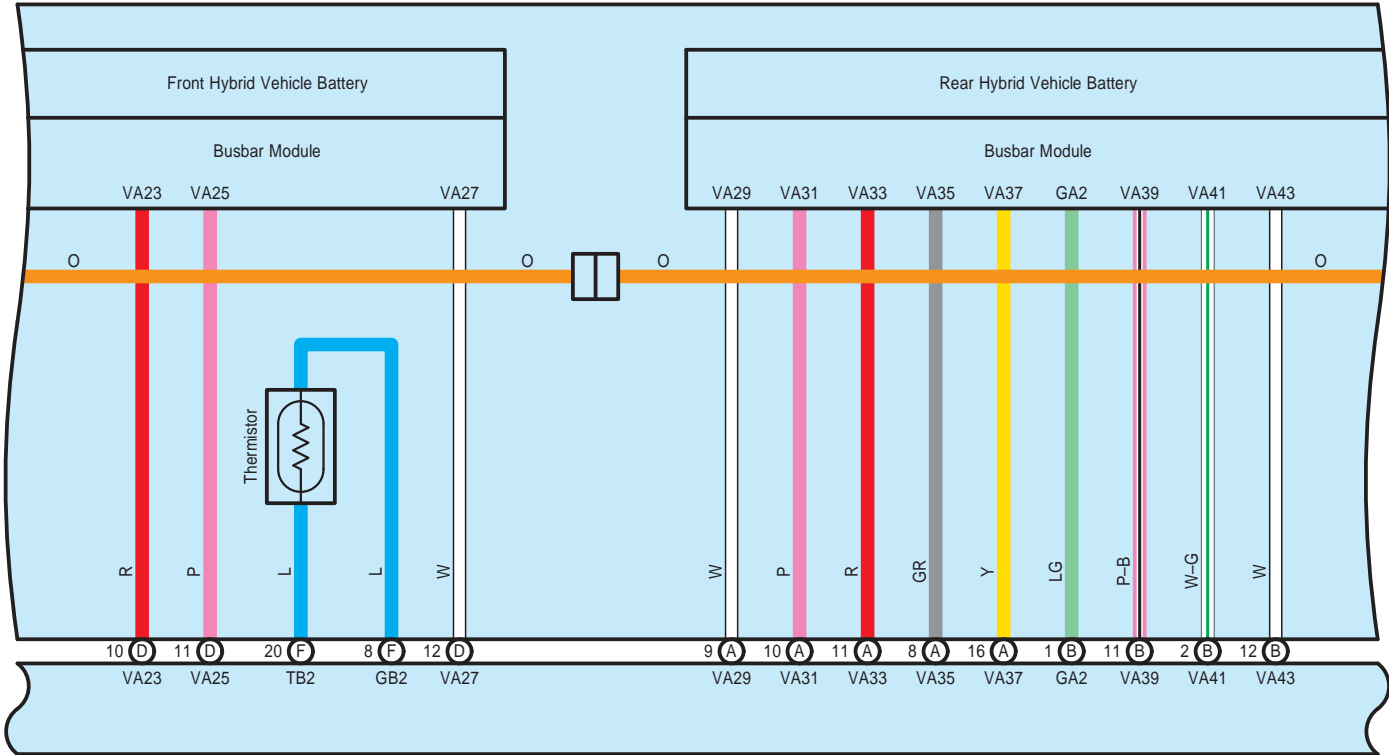 Front Hybrid Vehicle Battery
Rear Hybrid Vehicle Battery
Busbar Module
Busbar Module
VA23 VA25 VA27
VA29 VA31 VA33 VA35 VA37 GA2 VA39 VA41 VA43
O O O O
Thermistor
R P L L W
W P R GR Y LG P–B W–G W
10 D 11 D 20 F 8 F 12 D
9 A 10 A 11 A 8 A 16 A 1 B 11 B 2 B 12 B
VA23 VA25 TB2 GB2 VA27
VA29 VA31 VA33 VA35 VA37 GA2 VA39 VA41 VA43